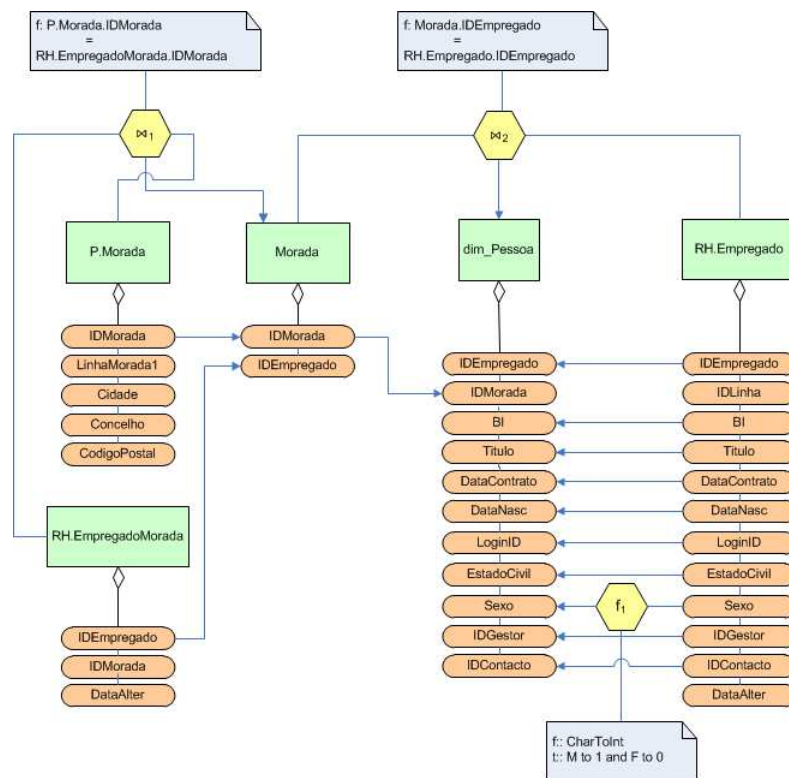 f: P.Morada.IDMorada
=
RH.EmpregadoMorada.IDMorada
f: Morada.IDEmpregado
=
RH.Empregado.IDEmpregado
⋈1
⋈2
P.Morada
Morada
dim_Pessoa
RH.Empregado
IDMorada
LinhaMorada1
Cidade
Concelho
CodigoPostal
IDMorada
IDEmpregado
IDEmpregado
IDMorada
BI
Titulo
DataContrato
DataNasc
LoginID
EstadoCivil
Sexo
IDGestor
IDContacto
IDEmpregado
IDLinha
BI
Titulo
DataContrato
DataNasc
LoginID
EstadoCivil
Sexo
IDGestor
IDContacto
DataAlter
RH.EmpregadoMorada
IDEmpregado
IDMorada
DataAlter
f1
f:: CharToInt
t:: M to 1 and F to 0